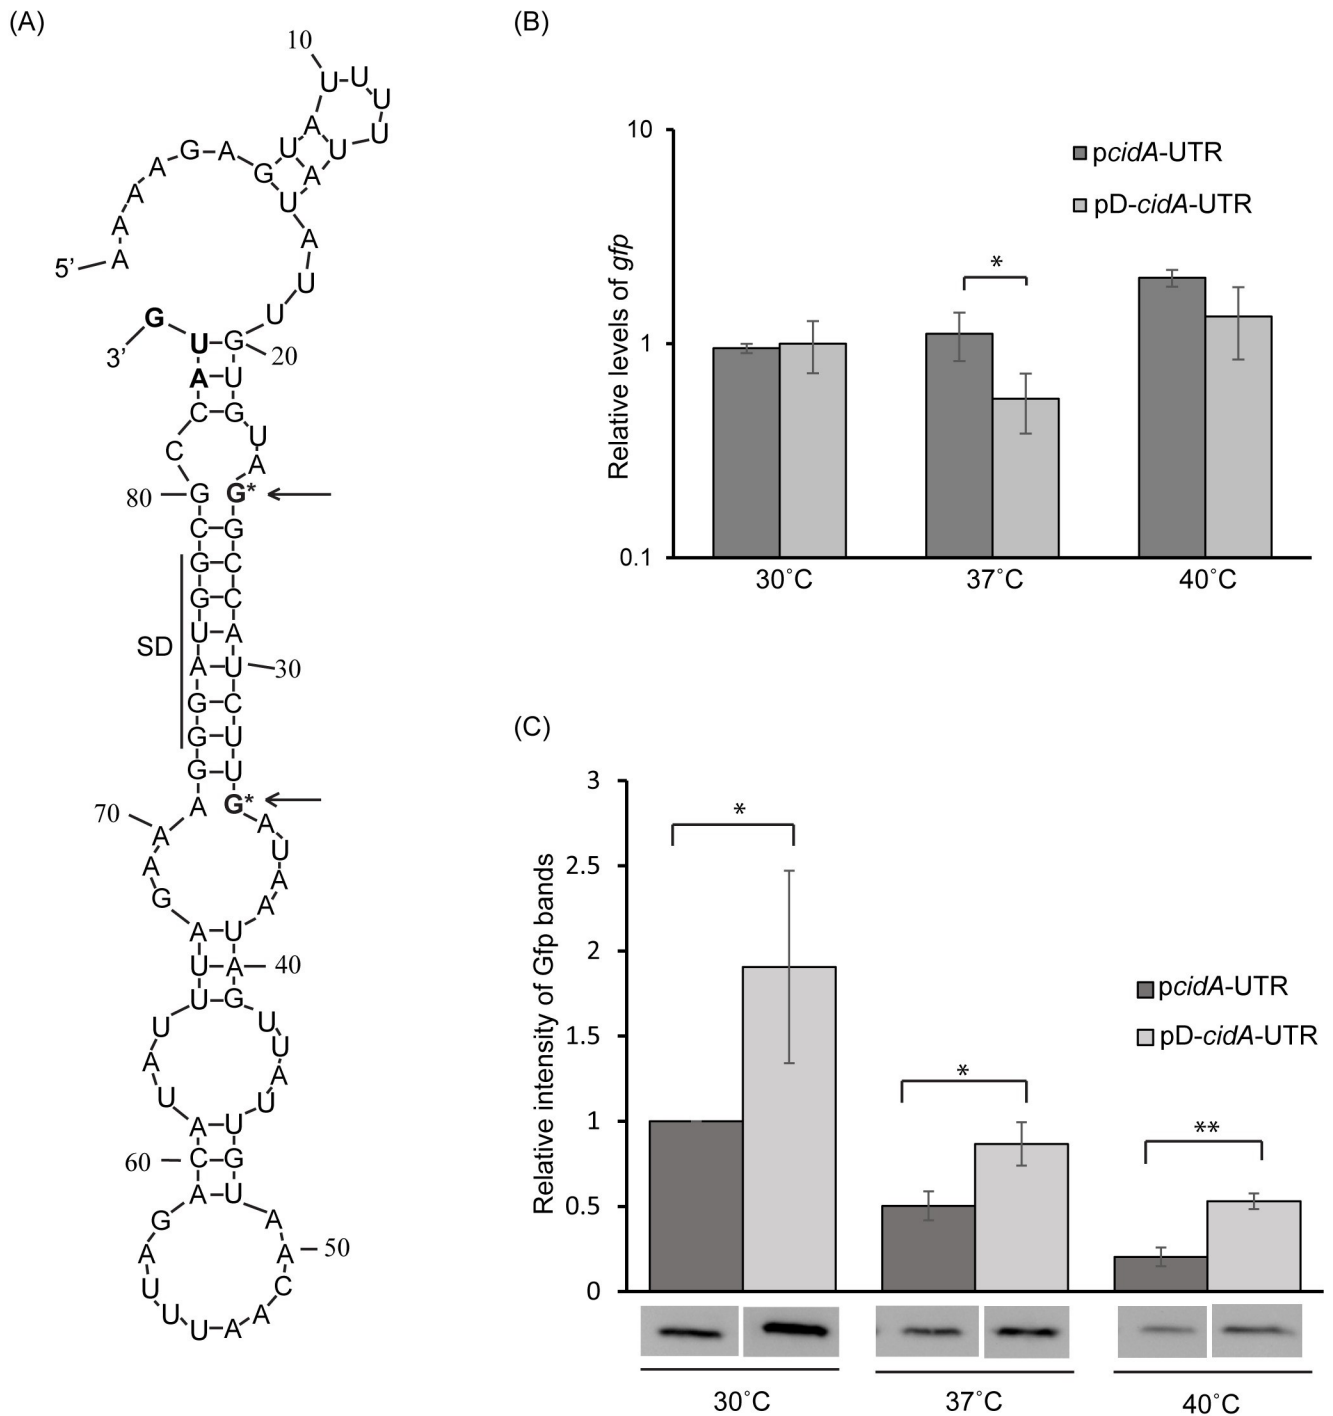 (A)
5'
A A A A G A G U A U U U U U A U A U U G U G U A G* G C C A U C U U G* A U A A U A G U U A U U G U A A C A A U U U A G A C A U A U U U A G A A A G G G A U G G C G C C A U G
3'
10
20
30
40
50
60
70
80
SD
(B)
Relative levels of gfp
10
1
0.1
pcidA-UTR
pD-cidA-UTR
*
30˚C
37˚C
40˚C
(C)
Relative intensity of Gfp bands
3
2.5
2
1.5
1
0.5
0
*
*
**
pcidA-UTR
pD-cidA-UTR
30˚C
37˚C
40˚C